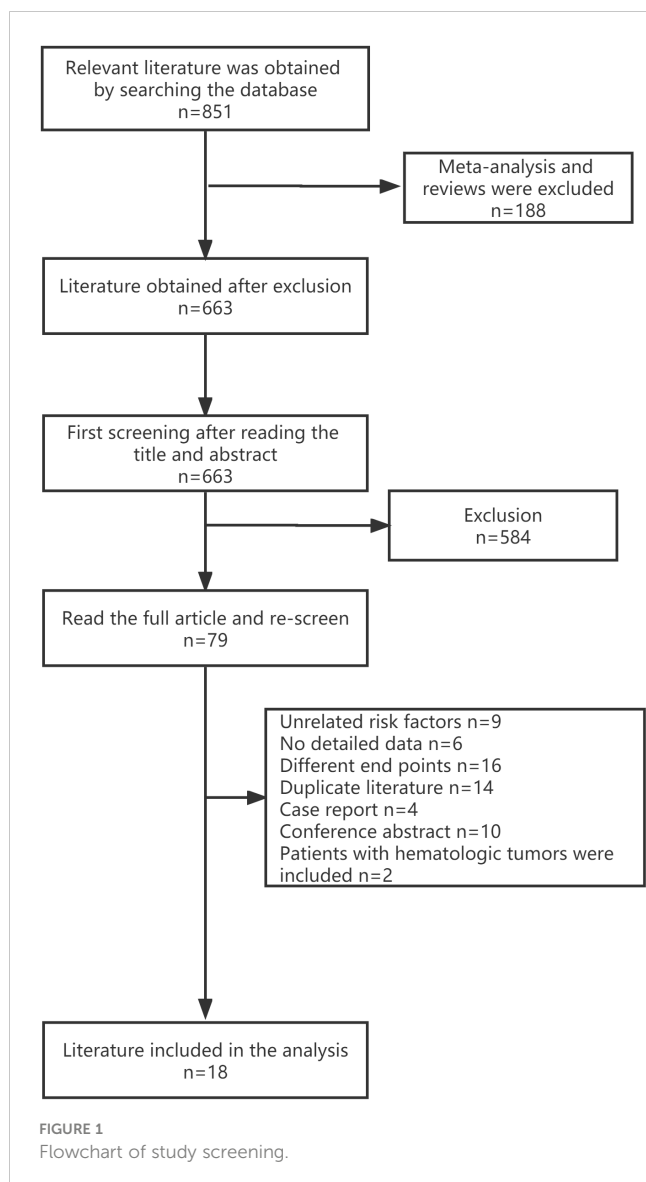 Relevant literature was obtained
by searching the database
n=851
Meta-analysis and
reviews were excluded
n=188
Literature obtained after exclusion
n=663
First screening after reading the
title and abstract
n=663
Exclusion
n=584
Read the full article and re-screen
n=79
Unrelated risk factors n=9
No detailed data n=6
Different end points n=16
Duplicate literature n=14
Case report n=4
Conference abstract n=10
Patients with hematologic tumors were
included n=2
Literature included in the analysis
n=18
FIGURE 1
Flowchart of study screening.